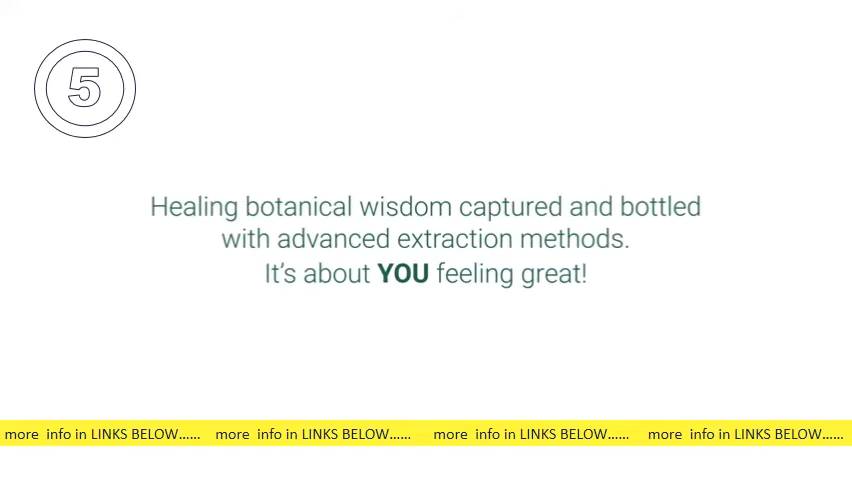 5
Healing botanical wisdom captured and bottled
with advanced extraction methods.
It's about YOU feeling great!
more  info in LINKS BELOW...... more  info in LINKS BELOW...... more  info in LINKS BELOW...... more  info in LINKS BELOW......